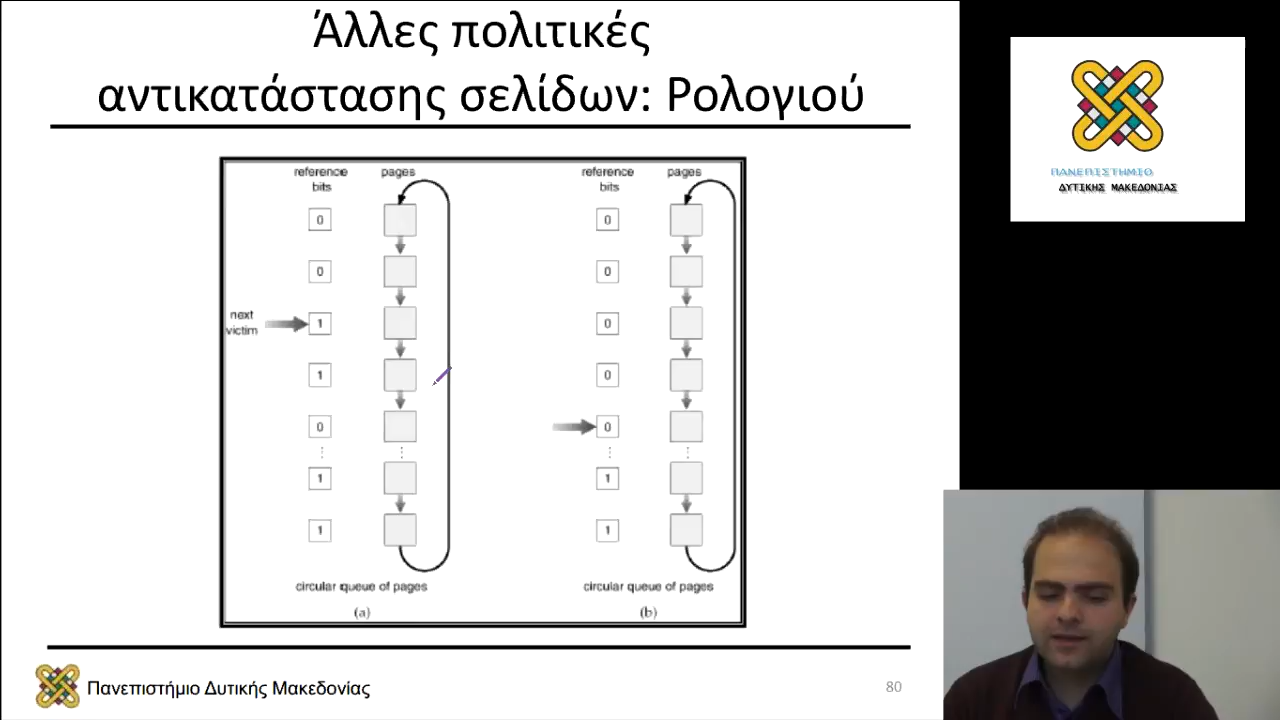 Άλλες πολιτικές
αντικατάστασης σελίδων: Ρολογιού
reference bits
pages
0
0
next victim
1
1
0
1
1
circular queue of pages
(a)
reference bits
pages
0
0
0
0
0
1
1
circular queue of pages
(b)
Πανεπιστήμιο Δυτικής Μακεδονίας
80
ΠΑΝΕΠΙΣΤΗΜΙΟ
ΔΥΤΙΚΗΣ ΜΑΚΕΔΟΝΙΑΣ